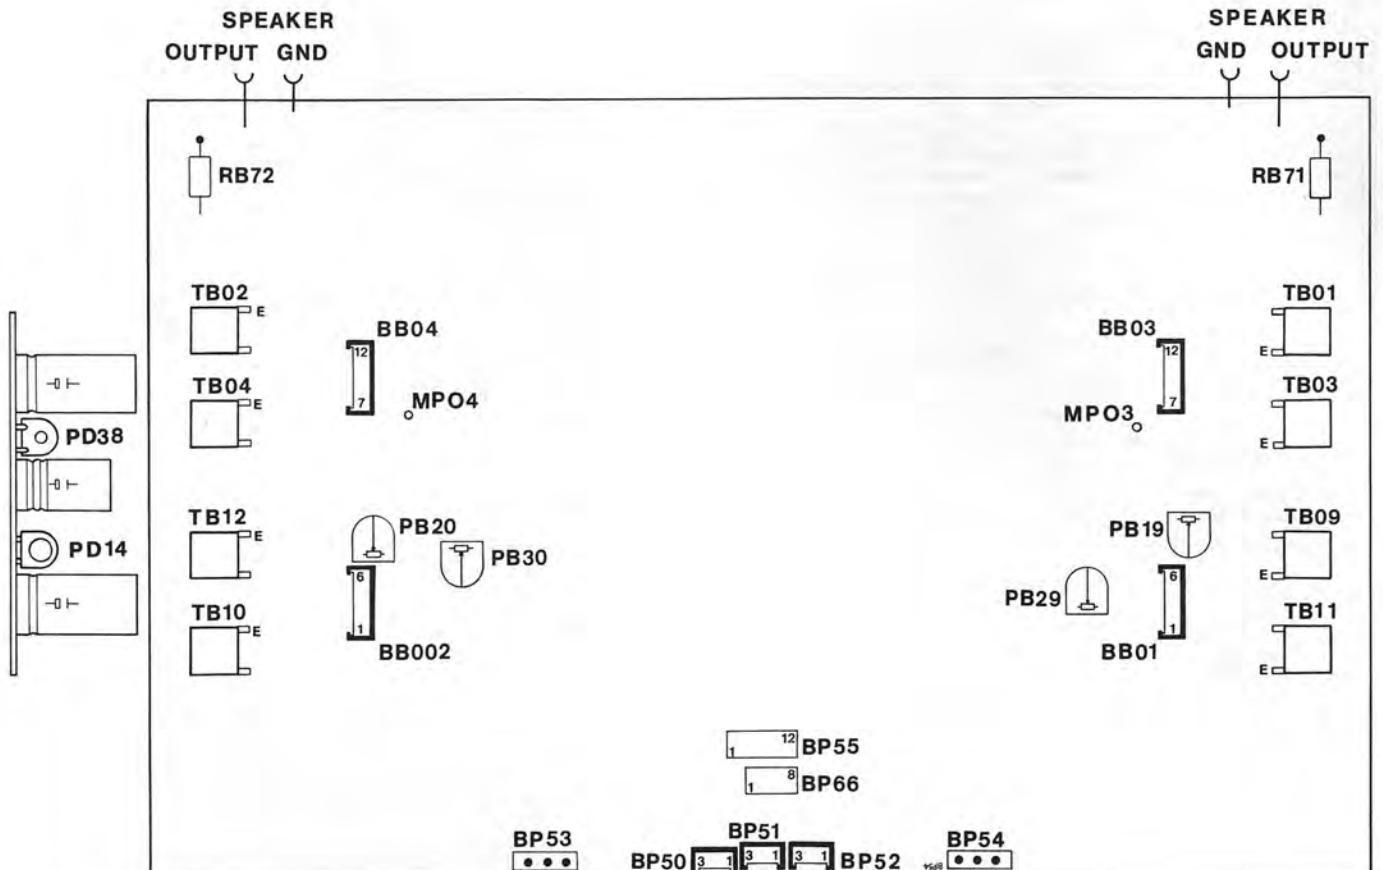 SPEAKER
OUTPUT GND
SPEAKER
GND OUTPUT
RB72
RB71
TB02
E
TB01
E
BB04
12
7
BB03
12
7
TB04
E
TB03
E
MPO4
MPO3
PD38
PD14
TB12
E
TB09
E
PB20
PB30
PB19
PB29
6
1
BB002
6
1
BB01
TB10
E
TB11
E
1 12 BP55
1 8 BP66
BP53
BP51
BP54
BP50 3 1 3 1 3 1 BP52
BP54